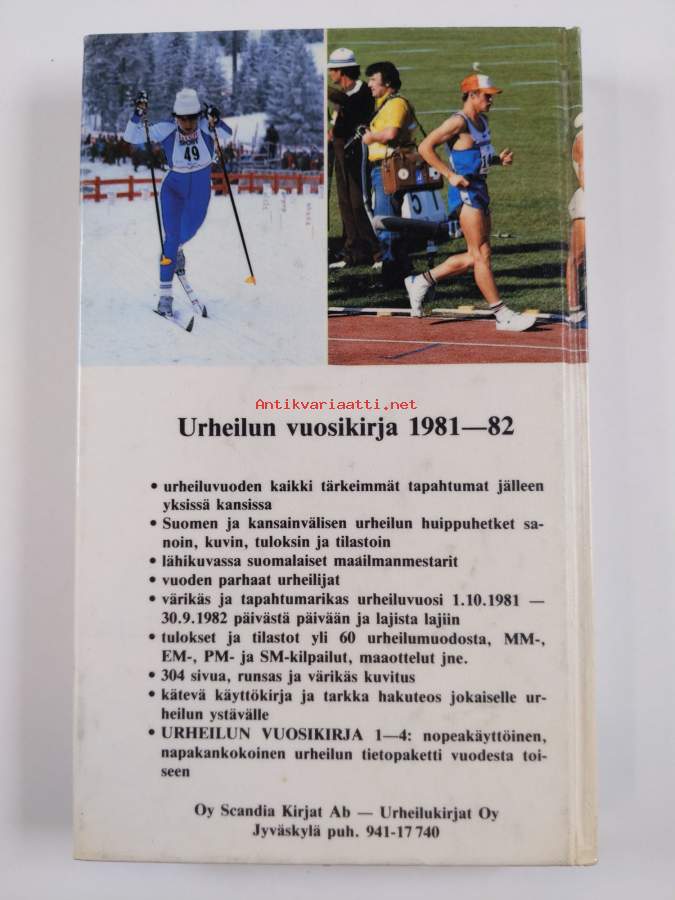 49
Antikvariaatti.net
Urheilun vuosikirja 1981—82
• urheiluvuoden kaikki tärkeimmät tapahtumat jälleen
yksissä kansissa
• Suomen ja kansainvälisen urheilun huippuhetket sa-
noin, kuvin, tuloksin ja tilastoin
• lähikuvassa suomalaiset maailmanmestarit
• vuoden parhaat urheilijat
• värikäs ja tapahtumarikas urheiluvuosi 1.10.1981 —
30.9.1982 päivästä päivään ja lajista lajiin
• tulokset ja tilastot yli 60 urheilumuodosta, MM-,
EM-, PM- ja SM-kilpailut, maaottelut jne.
• 304 sivua, runsas ja värikäs kuvitus
• kätevä käyttökirja ja tarkka hakuteos jokaiselle ur-
heilun ystävälle
• URHEILUN VUOSIKIRJA 1—4: nopeakäyttöinen,
napakankokoinen urheilun tietopaketti vuodesta toi-
seen
Oy Scandia Kirjat Ab — Urheilukirjat Oy
Jyväskylä puh. 941-17 740